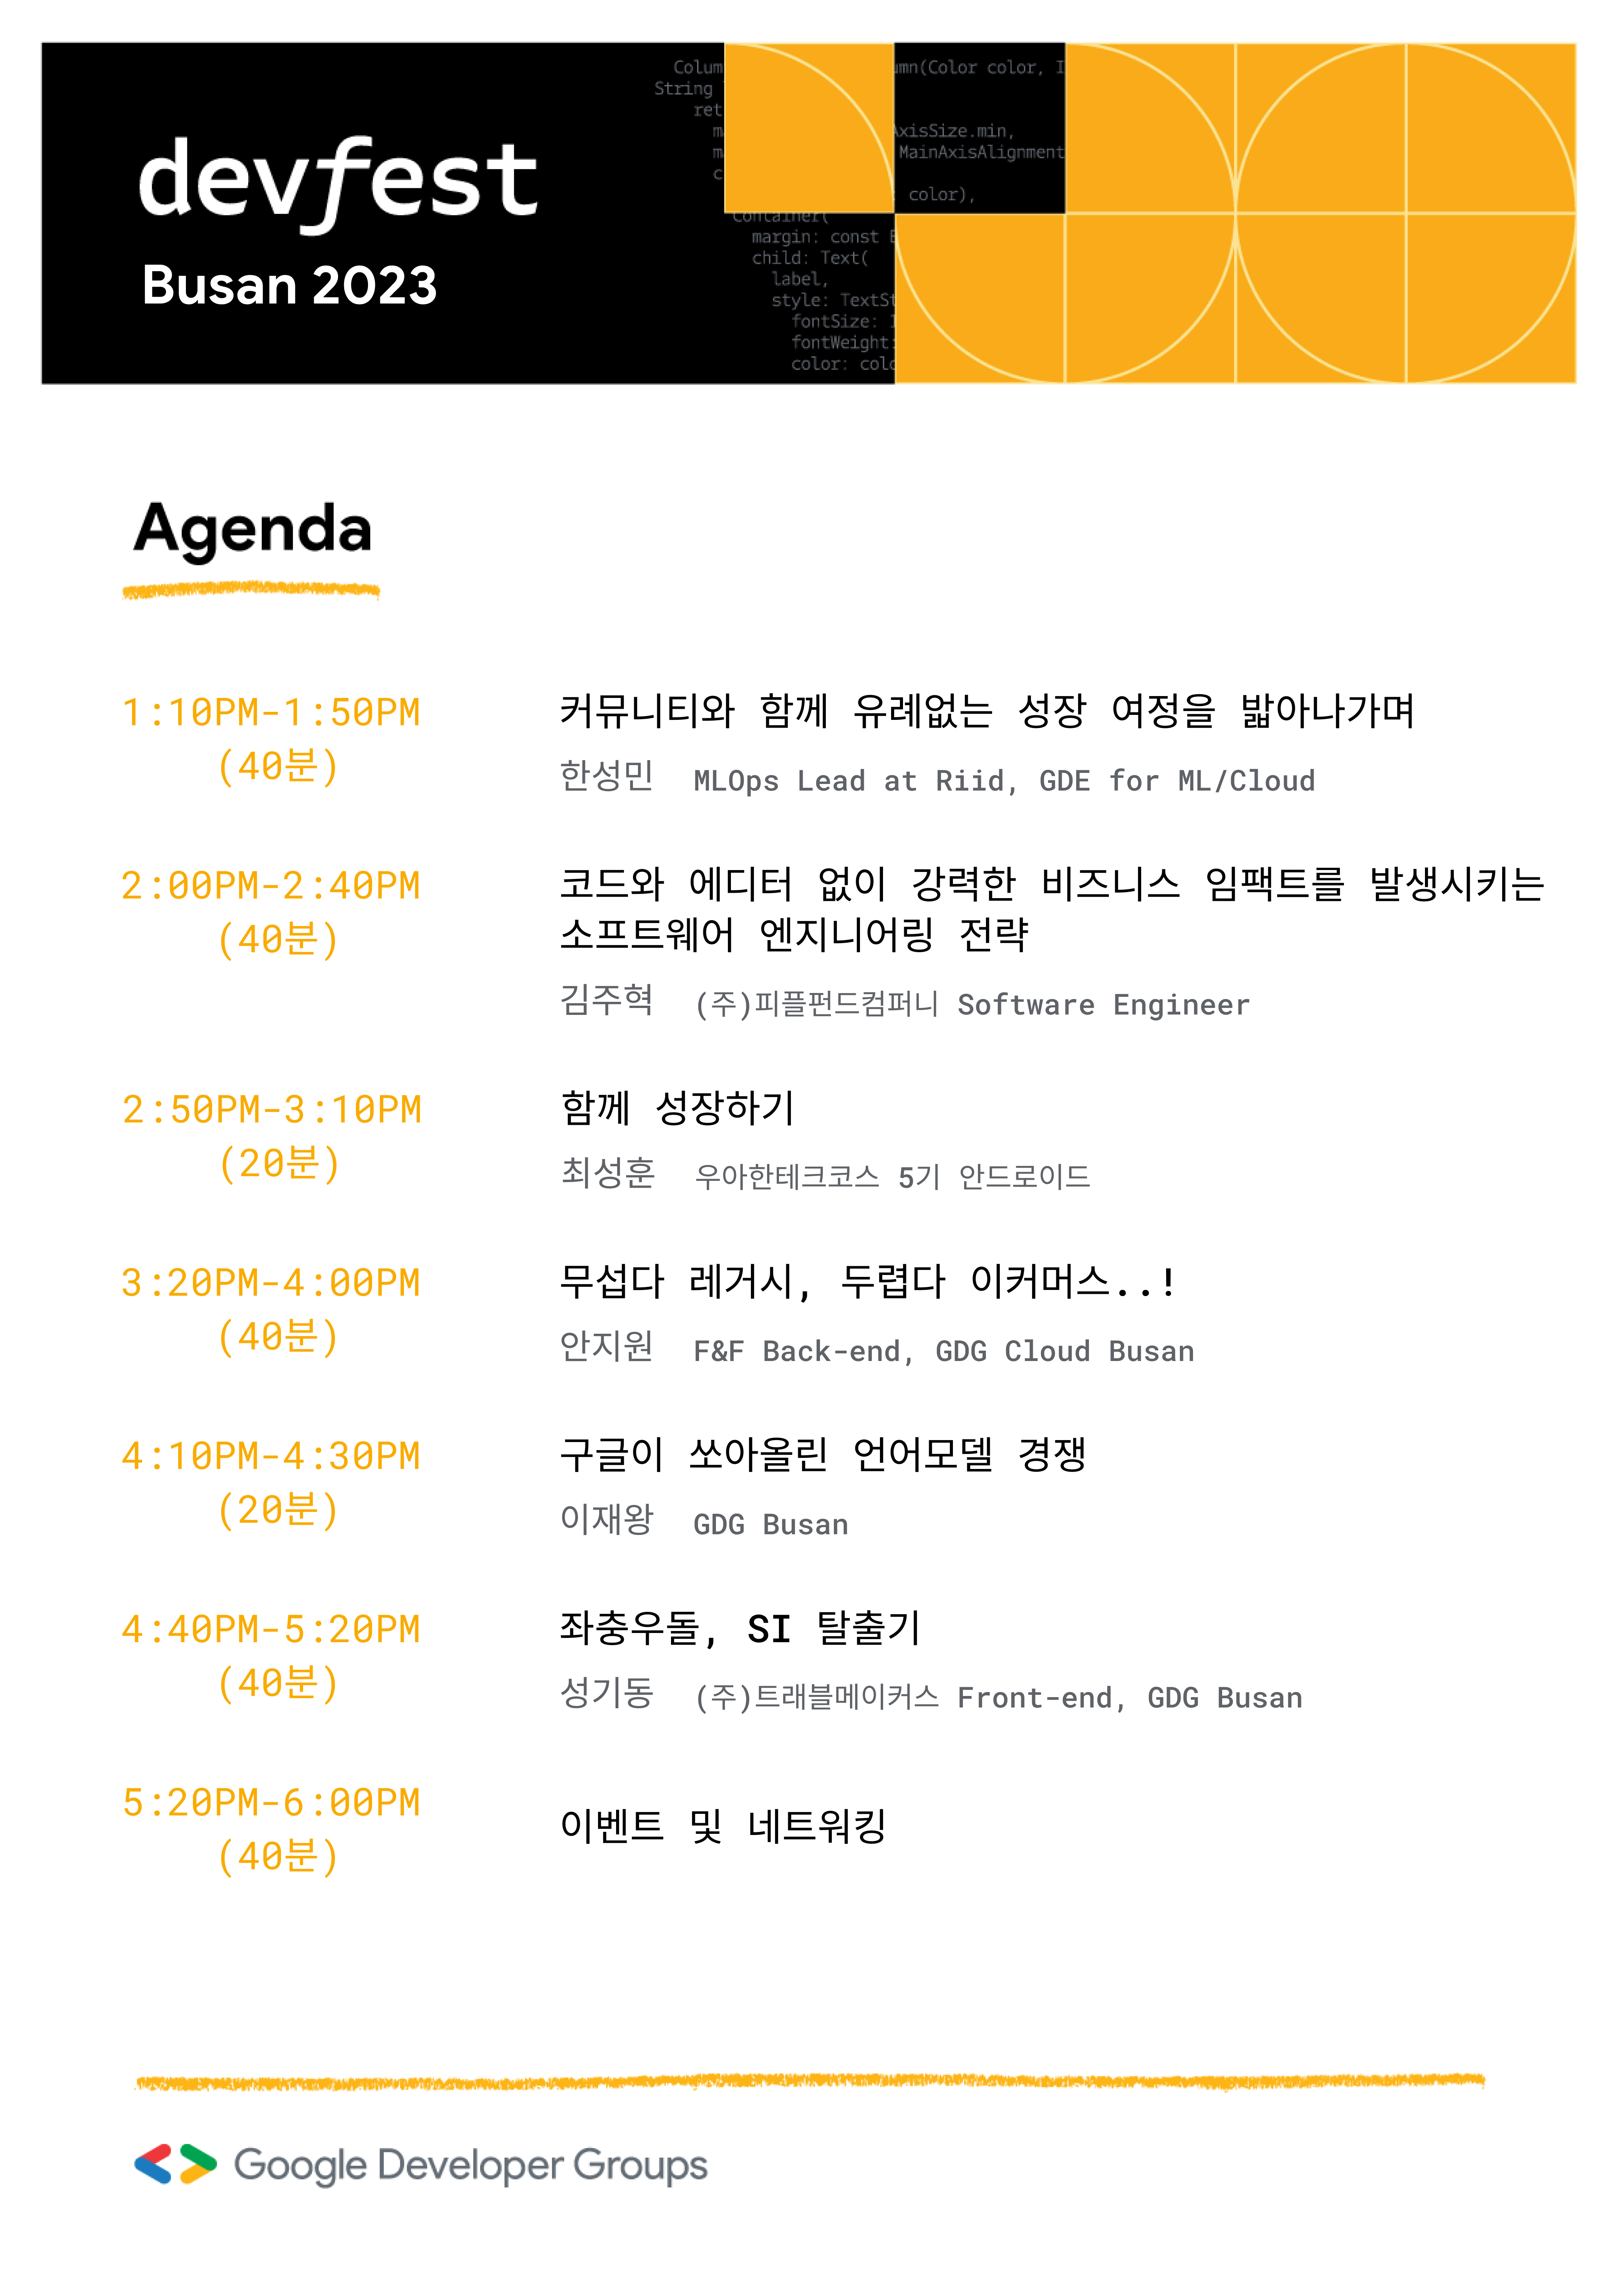 devfest
Busan 2023
Colum
umn(Color color, I
String
ret
m
AxisSize.min,
m
MainAxisAlignment
c
color),
Container(
margin: const E
child: Text(
label,
style: TextSt
fontSize: 1
fontWeight:
color: colo
Agenda
1:10PM-1:50PM
(40분)
커뮤니티와 함께 유례없는 성장 여정을 밟아나가며
한성민 MLOps Lead at Riid, GDE for ML/Cloud
2:00PM-2:40PM
(40분)
코드와 에디터 없이 강력한 비즈니스 임팩트를 발생시키는
소프트웨어 엔지니어링 전략
김주혁 (주)피플펀드컴퍼니 Software Engineer
2:50PM-3:10PM
(20분)
함께 성장하기
최성훈 우아한테크코스 5기 안드로이드
3:20PM-4:00PM
(40분)
무섭다 레거시, 두렵다 이커머스..!
안지원 F&F Back-end, GDG Cloud Busan
4:10PM-4:30PM
(20분)
구글이 쏘아올린 언어모델 경쟁
이재왕 GDG Busan
4:40PM-5:20PM
(40분)
좌충우돌, SI 탈출기
성기동 (주)트래블메이커스 Front-end, GDG Busan
5:20PM-6:00PM
(40분)
이벤트 및 네트워킹
Google Developer Groups